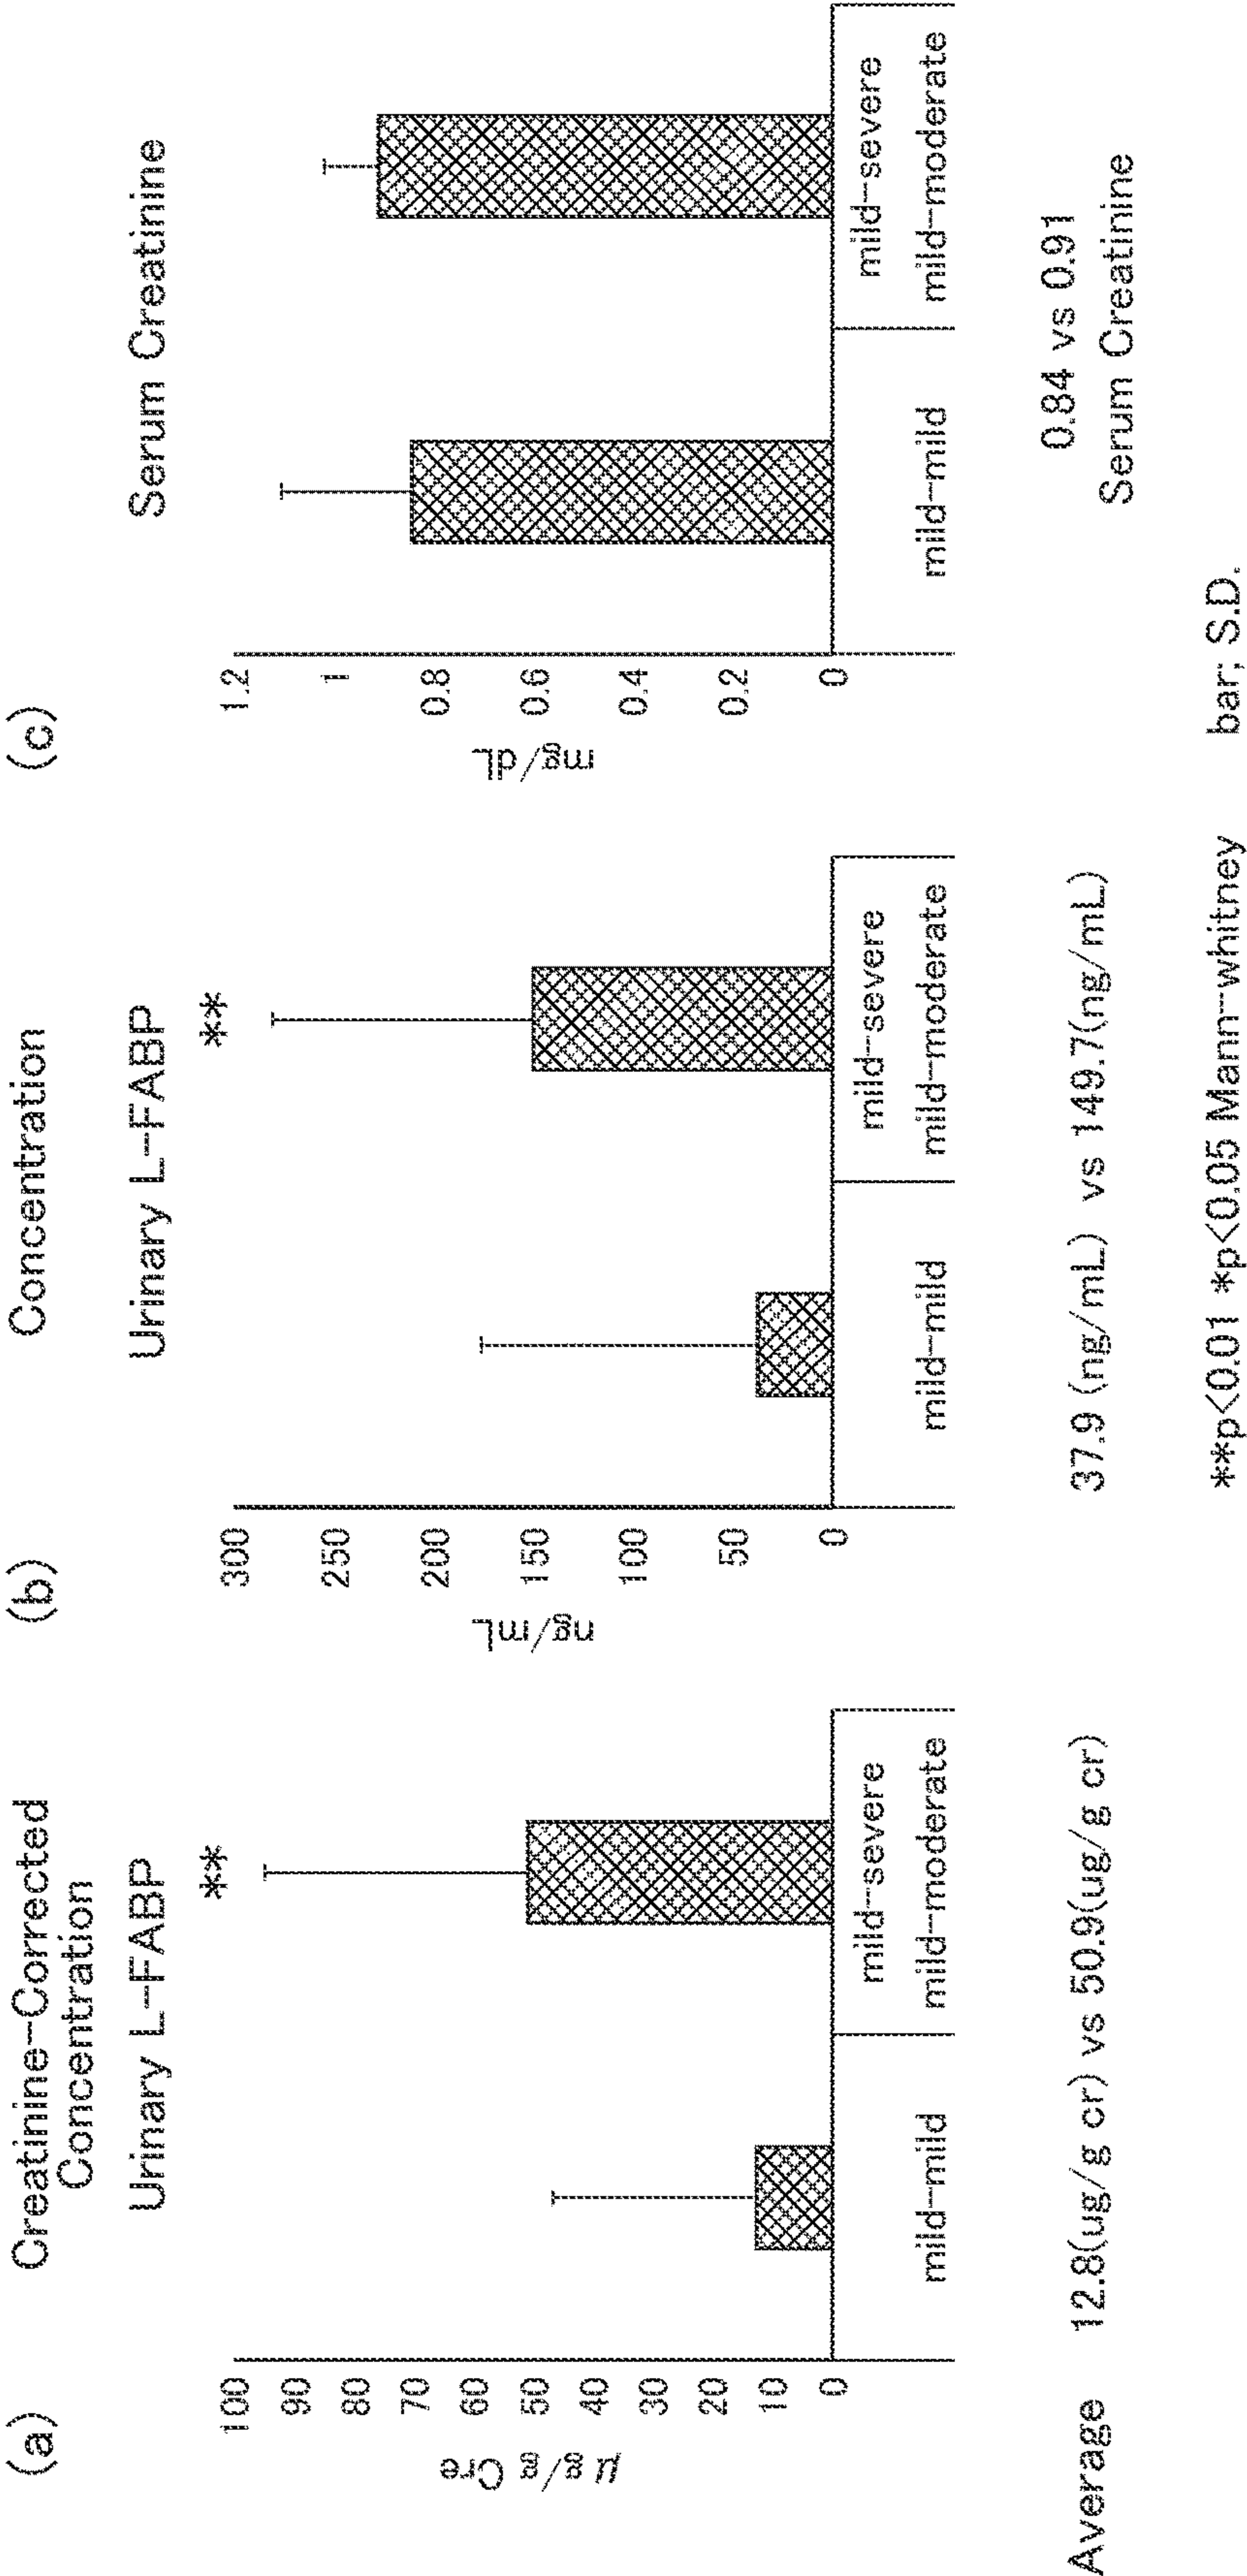 (a)
Creatinine-Corrected
Concentration
Urinary L-FABP
**
μg/g Cre
100
90
80
70
60
50
40
30
20
10
0
mild-mild
mild-severe
mild-moderate
Average 12.8(ug/g cr) vs 50.9(ug/g cr)
(b)
Concentration
Urinary L-FABP
**
ng/mL
300
250
200
150
100
50
0
mild-mild
mild-severe
mild-moderate
37.9 (ng/mL) vs 149.7(ng/mL)
(c)
Serum Creatinine
mg/dL
1.2
1
0.8
0.6
0.4
0.2
0
mild-mild
mild-severe
mild-moderate
0.84 vs 0.91
Serum Creatinine
**p<0.01 *p<0.05 Mann-whitney bar; S.D.